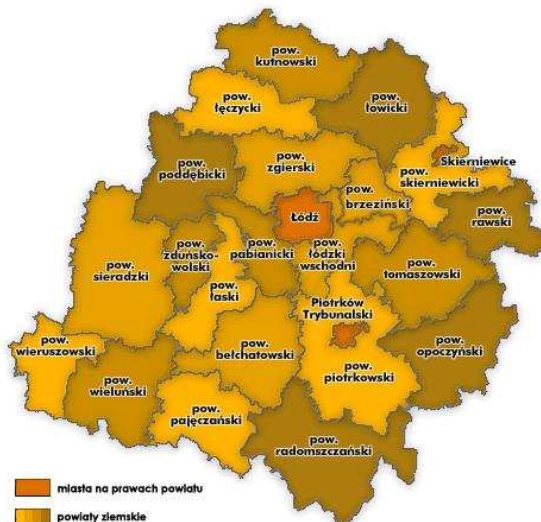 pow.
kutnowski
pow.
łęczycki
pow.
łowicki
pow.
zgierski
Skierniewice
pow.
skierniewicki
pow.
poddębicki
pow.
brzeziński
Łódź
pow.
rawski
pow.
zduńsko-
wolski
pow.
pabianicki
pow.
łódzki
wschodni
pow.
sieradzki
pow.
tomaszowski
pow.
łaski
Piotrków
Trybunalski
pow.
wieruszowski
pow.
bełchatowski
pow.
opoczyński
pow.
wieluński
pow.
piotrkowski
pow.
pajęczański
pow.
radomszczański
miasta na prawach powiatu
powiaty ziemskie